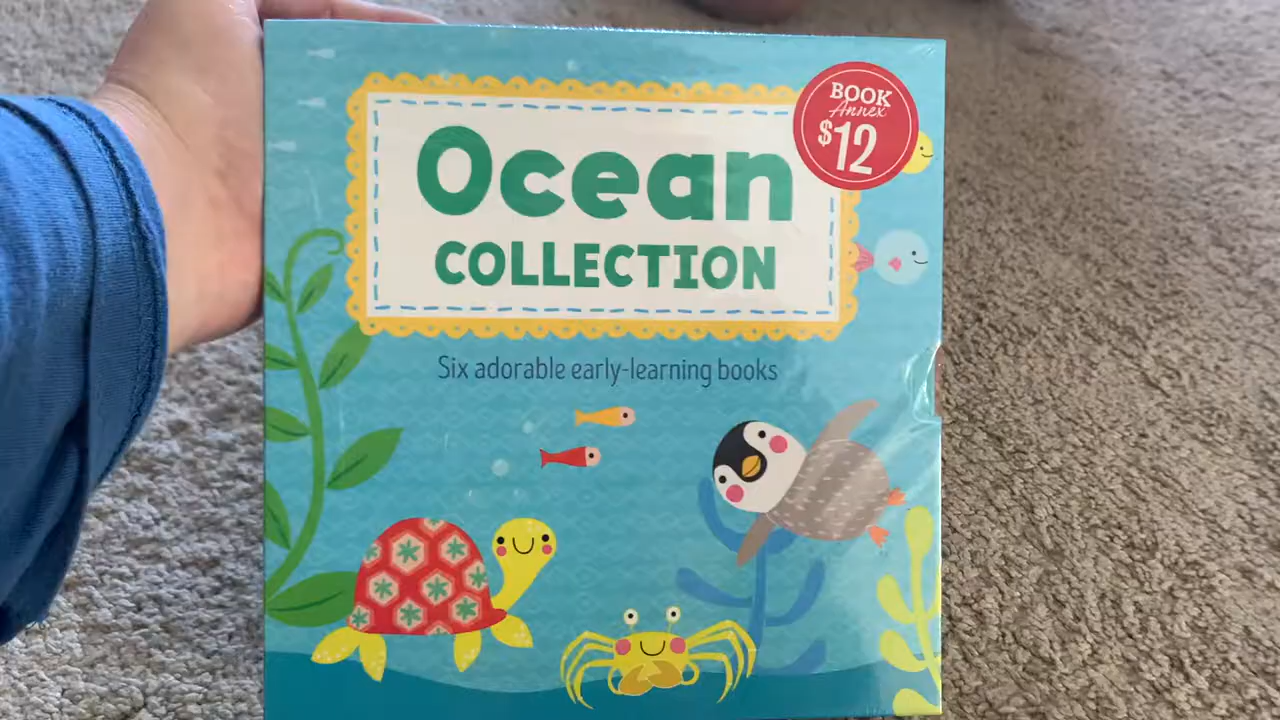 Ocean
COLLECTION
BOOK
Annex
$12
Six adorable early-learning books